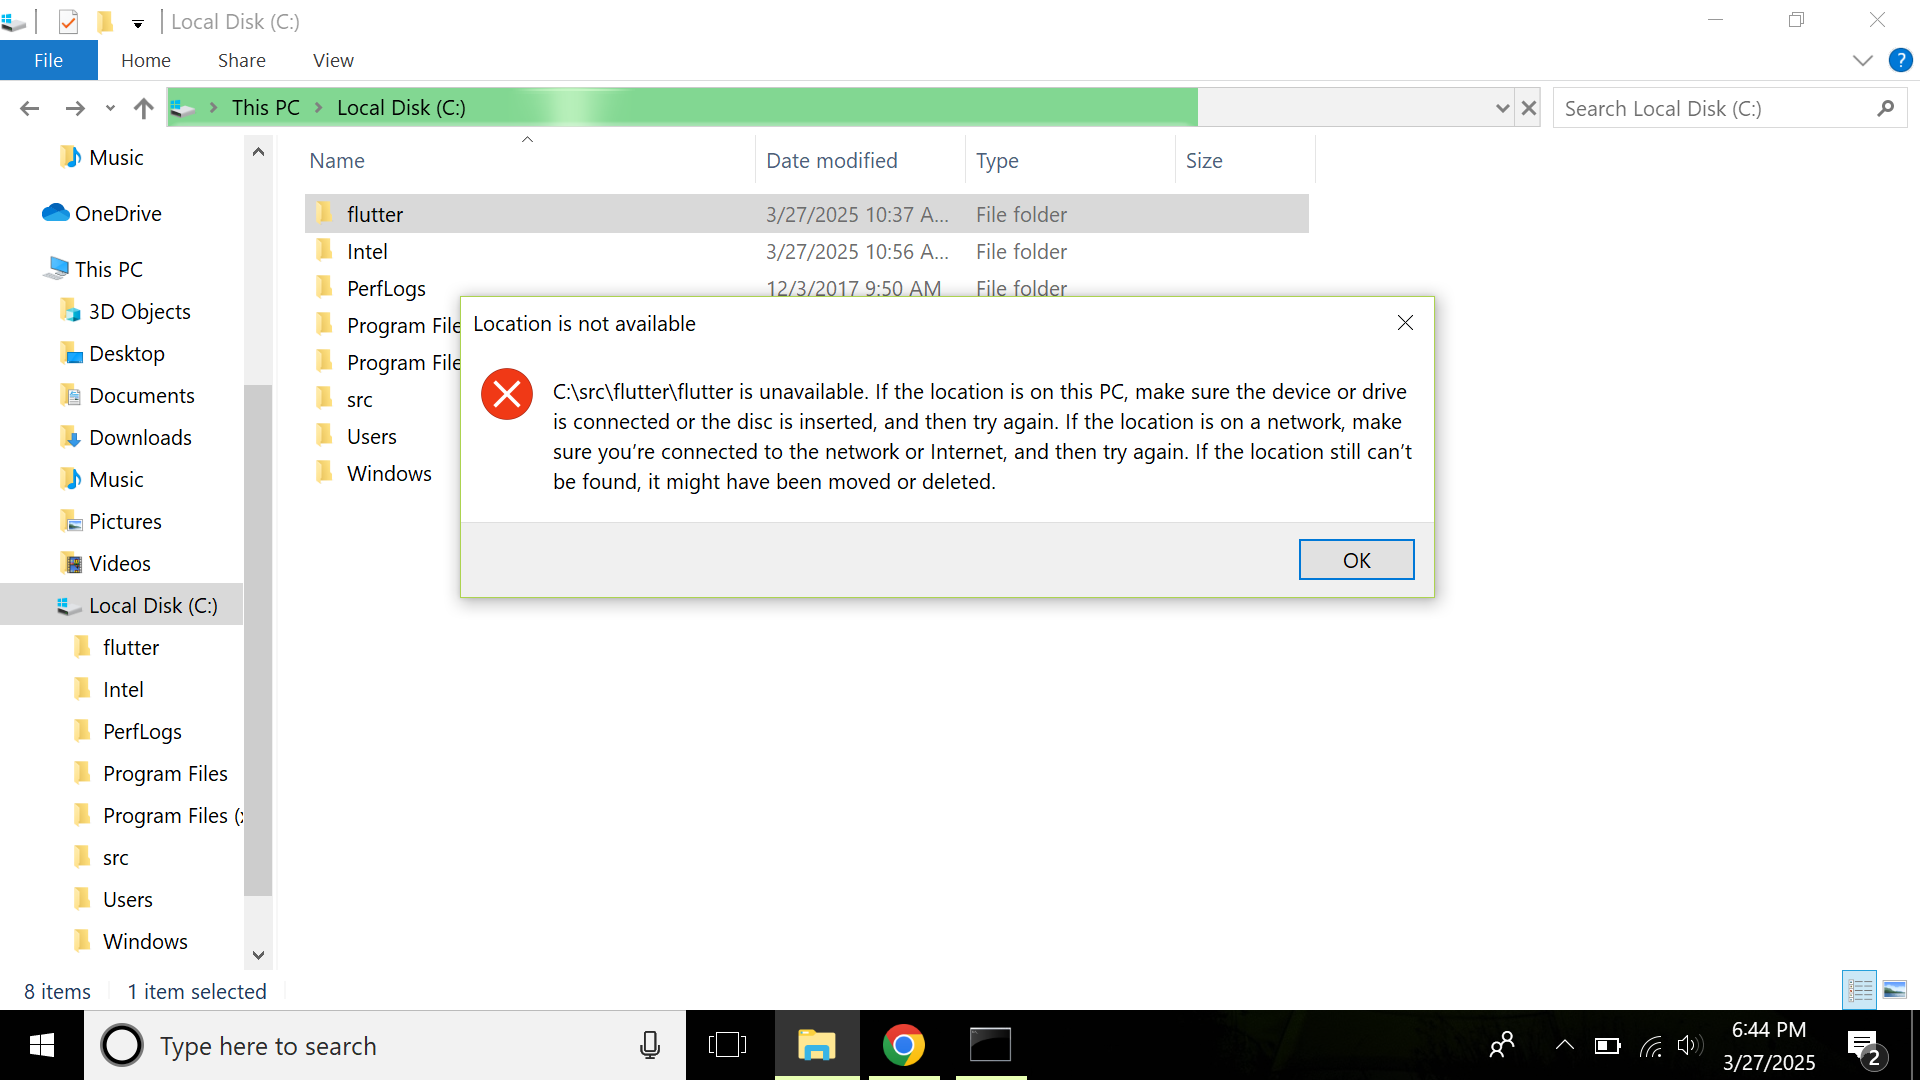 Local Disk (C:)
File
Home
Share
View
?
This PC
Local Disk (C:)
Search Local Disk (C:)
Music
OneDrive
This PC
3D Objects
Desktop
Documents
Downloads
Music
Pictures
Videos
Local Disk (C:)
flutter
Intel
PerfLogs
Program Files
Program Files (x
src
Users
Windows
Name
Date modified
Type
Size
flutter
3/27/2025 10:37 A...
File folder
Intel
3/27/2025 10:56 A...
File folder
PerfLogs
12/3/2017 9:50 AM
File folder
Program File
Program File
src
Users
Windows
Location is not available
C:\src\flutter\flutter is unavailable. If the location is on this PC, make sure the device or drive
is connected or the disc is inserted, and then try again. If the location is on a network, make
sure you’re connected to the network or Internet, and then try again. If the location still can’t
be found, it might have been moved or deleted.
OK
8 items
1 item selected
Type here to search
6:44 PM
3/27/2025
2